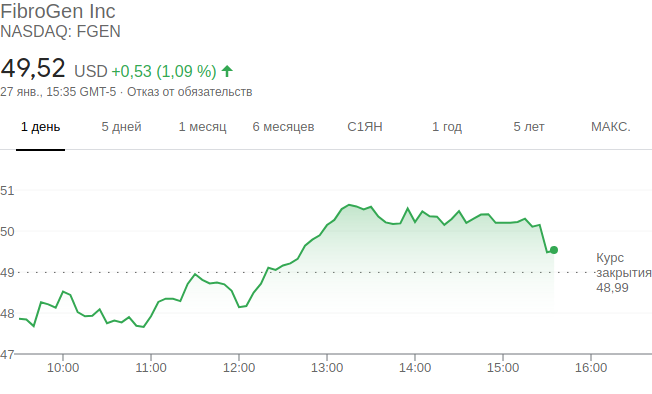 FibroGen Inc
NASDAQ: FGEN
49,52 USD +0,53 (1,09 %)
27 янв., 15:35 GMT-5 · Отказ от обязательств
1 день 5 дней 1 месяц 6 месяцев С1ЯН 1 год 5 лет МАКС.
51
50
49
48
47
Курс
закрытия
48,99
10:00 11:00 12:00 13:00 14:00 15:00 16:00